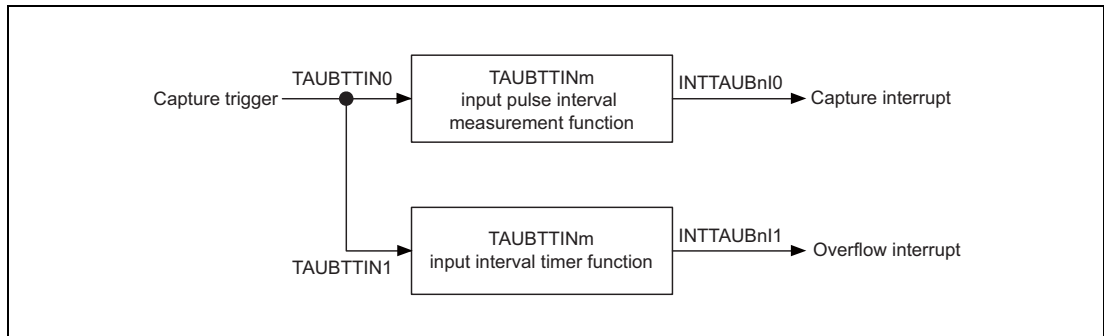 Capture trigger
TAUBTTIN0
TAUBTTINm
input pulse interval
measurement function
INTTAUBnI0
Capture interrupt
TAUBTTIN1
TAUBTTINm
input interval timer function
INTTAUBnI1
Overflow interrupt